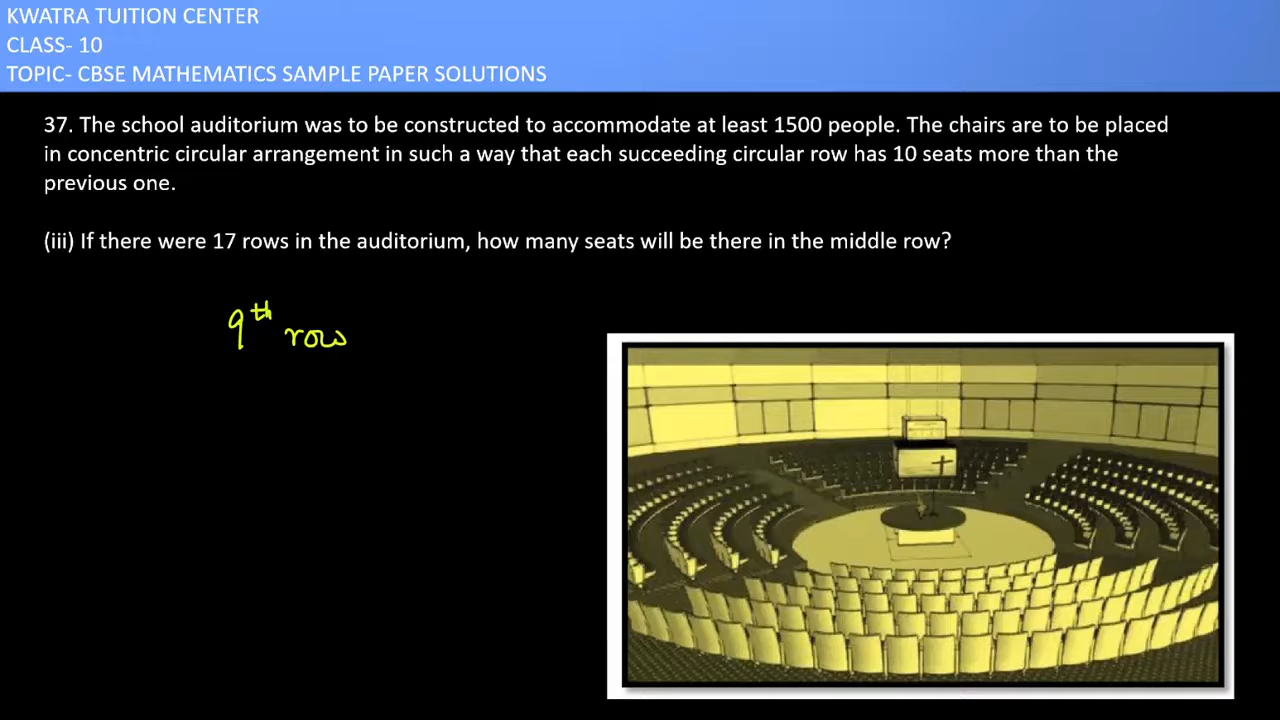 KWATRA TUITION CENTER
CLASS- 10
TOPIC- CBSE MATHEMATICS SAMPLE PAPER SOLUTIONS
37. The school auditorium was to be constructed to accommodate at least 1500 people. The chairs are to be placed
in concentric circular arrangement in such a way that each succeeding circular row has 10 seats more than the
previous one.
(iii) If there were 17 rows in the auditorium, how many seats will be there in the middle row?
9th row